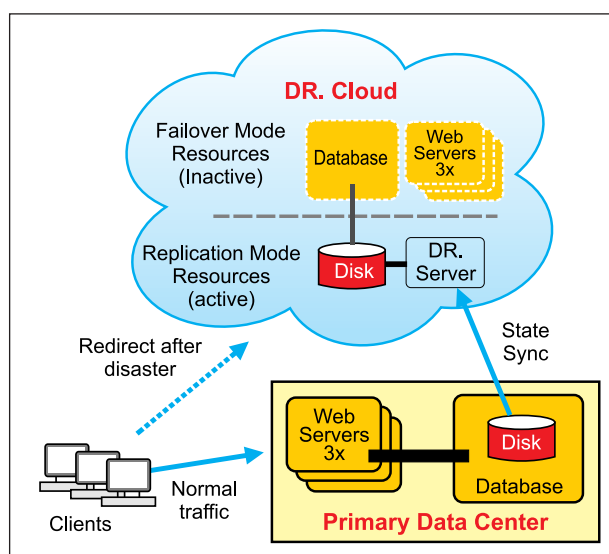 DR. Cloud
Failover Mode
Resources
(Inactive)
Database
Web
Servers
3x
Replication Mode
Resources
(active)
Disk
DR.
Server
Redirect after
disaster
State
Sync
Web
Servers
3x
Disk
Database
Clients
Normal
traffic
Primary Data Center